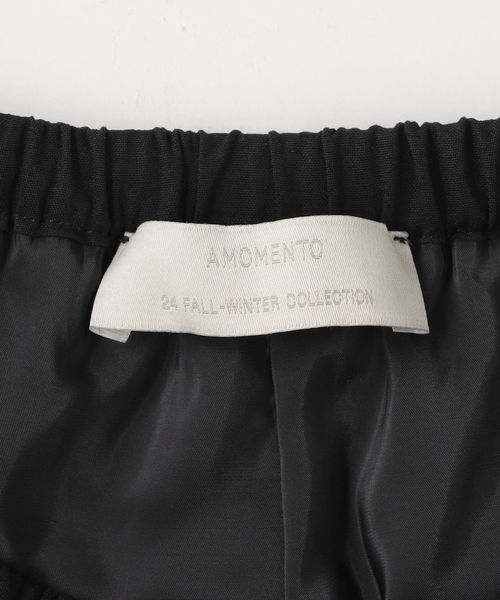 AMOMENTO
24 FALL-WINTER COLLECTION